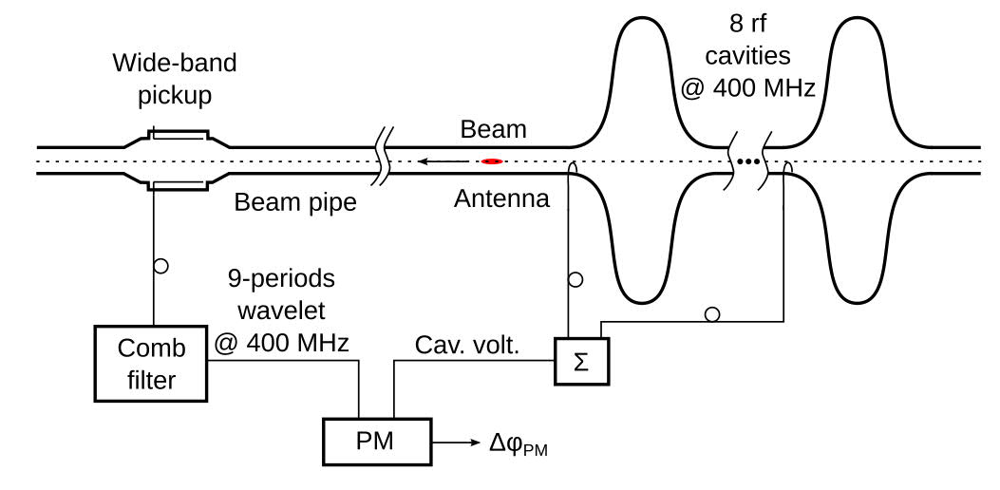 8 rf
cavities
@ 400 MHz
Wide-band
pickup
Beam
Beam pipe
Antenna
9-periods
wavelet
@ 400 MHz
Comb
filter
Cav. volt.
Σ
PM
ΔφPM